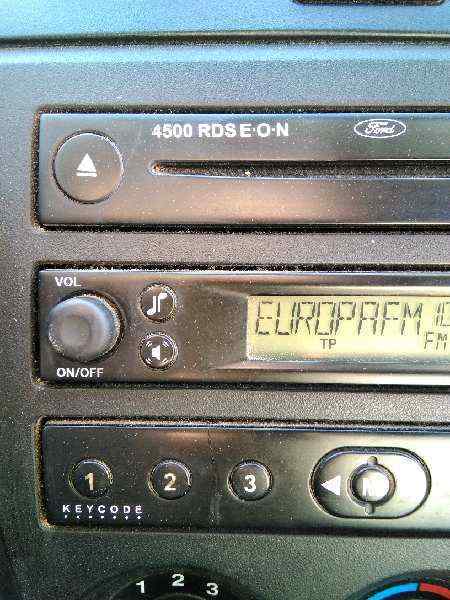 4500 RDS E·O·N Ford
VOL
EUROPAFM
TP FM
ON/OFF
1 2 3 M
KEYCODE
1 2 3